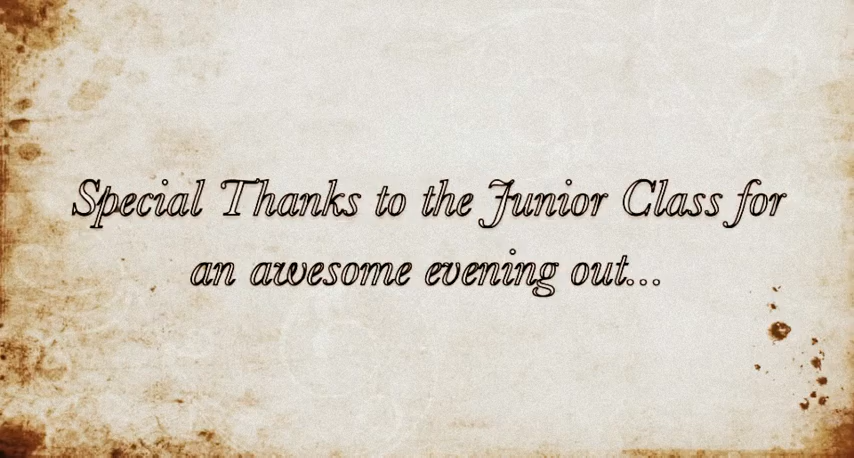 Special Thanks to the Junior Class for
an awesome evening out...